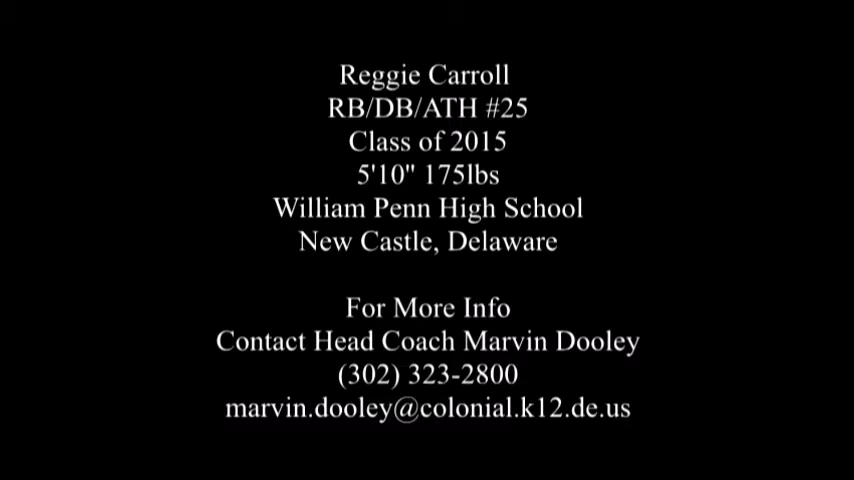 Reggie Carroll
RB/DB/ATH #25
Class of 2015
5'10" 175lbs
William Penn High School
New Castle, Delaware
For More Info
Contact Head Coach Marvin Dooley
(302) 323-2800
marvin.dooley@colonial.k12.de.us